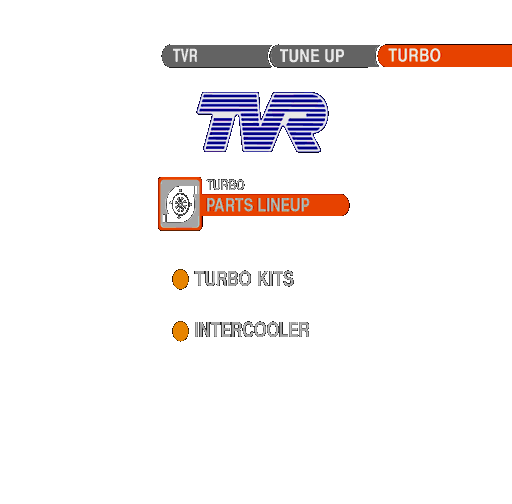 TVR TUNE UP TURBO
TVR
TURBO
PARTS LINEUP
TURBO KITS
INTERCOOLER